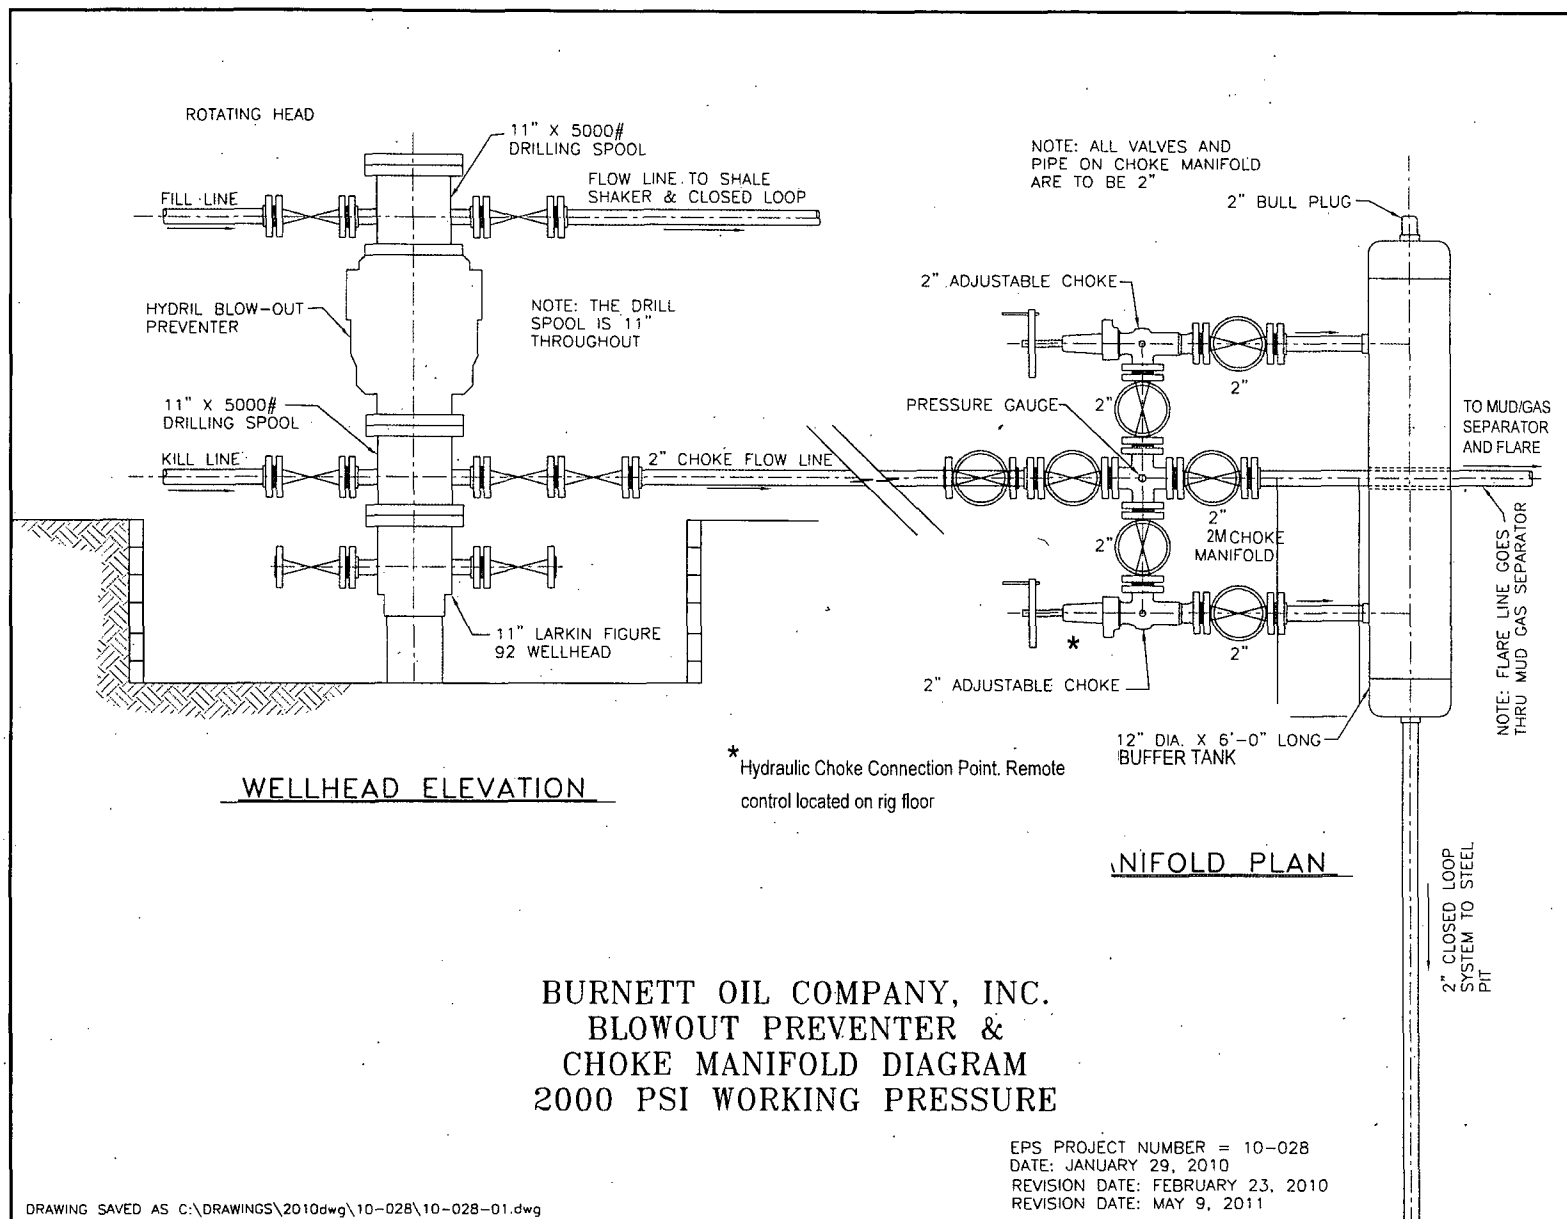 ROTATING HEAD
11" X 5000#
DRILLING SPOOL
FILL LINE
FLOW LINE TO SHALE
SHAKER & CLOSED LOOP
HYDRIL BLOW-OUT
PREVENTER
NOTE: THE DRILL
SPOOL IS 11"
THROUGHOUT
11" X 5000#
DRILLING SPOOL
KILL LINE
2" CHOKE FLOW LINE
11" LARKIN FIGURE
92 WELLHEAD
WELLHEAD ELEVATION
NOTE: ALL VALVES AND
PIPE ON CHOKE MANIFOLD
ARE TO BE 2"
2" BULL PLUG
2" ADJUSTABLE CHOKE
2"
2"
PRESSURE GAUGE
TO MUD/GAS
SEPARATOR
AND FLARE
2"
2M CHOKE
MANIFOLD
2"
2"
*
2" ADJUSTABLE CHOKE
NOTE: FLARE LINE GOES
THRU MUD GAS SEPARATOR
12" DIA. X 6'-0" LONG
BUFFER TANK
* Hydraulic Choke Connection Point. Remote
control located on rig floor
NIFOLD PLAN
2" CLOSED LOOP
SYSTEM TO STEEL
PIT
BURNETT OIL COMPANY, INC.
BLOWOUT PREVENTER &
CHOKE MANIFOLD DIAGRAM
2000 PSI WORKING PRESSURE
EPS PROJECT NUMBER = 10-028
DATE: JANUARY 29, 2010
REVISION DATE: FEBRUARY 23, 2010
REVISION DATE: MAY 9, 2011
DRAWING SAVED AS C:\DRAWINGS\2010dwg\10-028\10-028-01.dwg